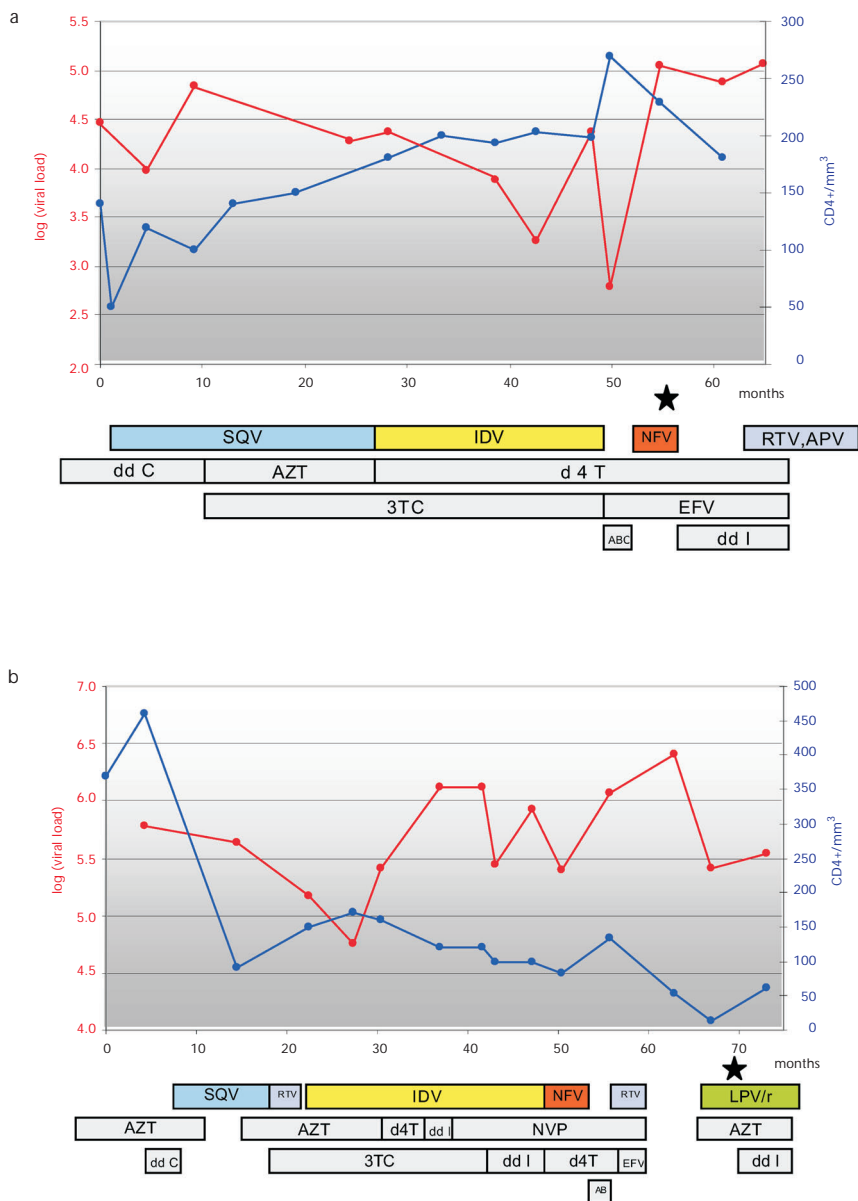 a
5.5
5.0
4.5
4.0
3.5
3.0
2.5
2.0
log (viral load)
300
250
200
150
100
50
0
CD4+/mm³
0 10 20 30 40 50 60 months
SQV IDV NFV RTV,APV
dd C AZT d 4 T
3TC EFV
ABC dd I
b
7.0
6.5
6.0
5.5
5.0
4.5
4.0
log (viral load)
500
450
400
350
300
250
200
150
100
50
0
CD4+/mm³
0 10 20 30 40 50 60 70
months
SQV RTV IDV NFV RTV LPV/r
AZT AZT d4T dd I NVP AZT
dd C 3TC dd I d4T EFV dd I
AB